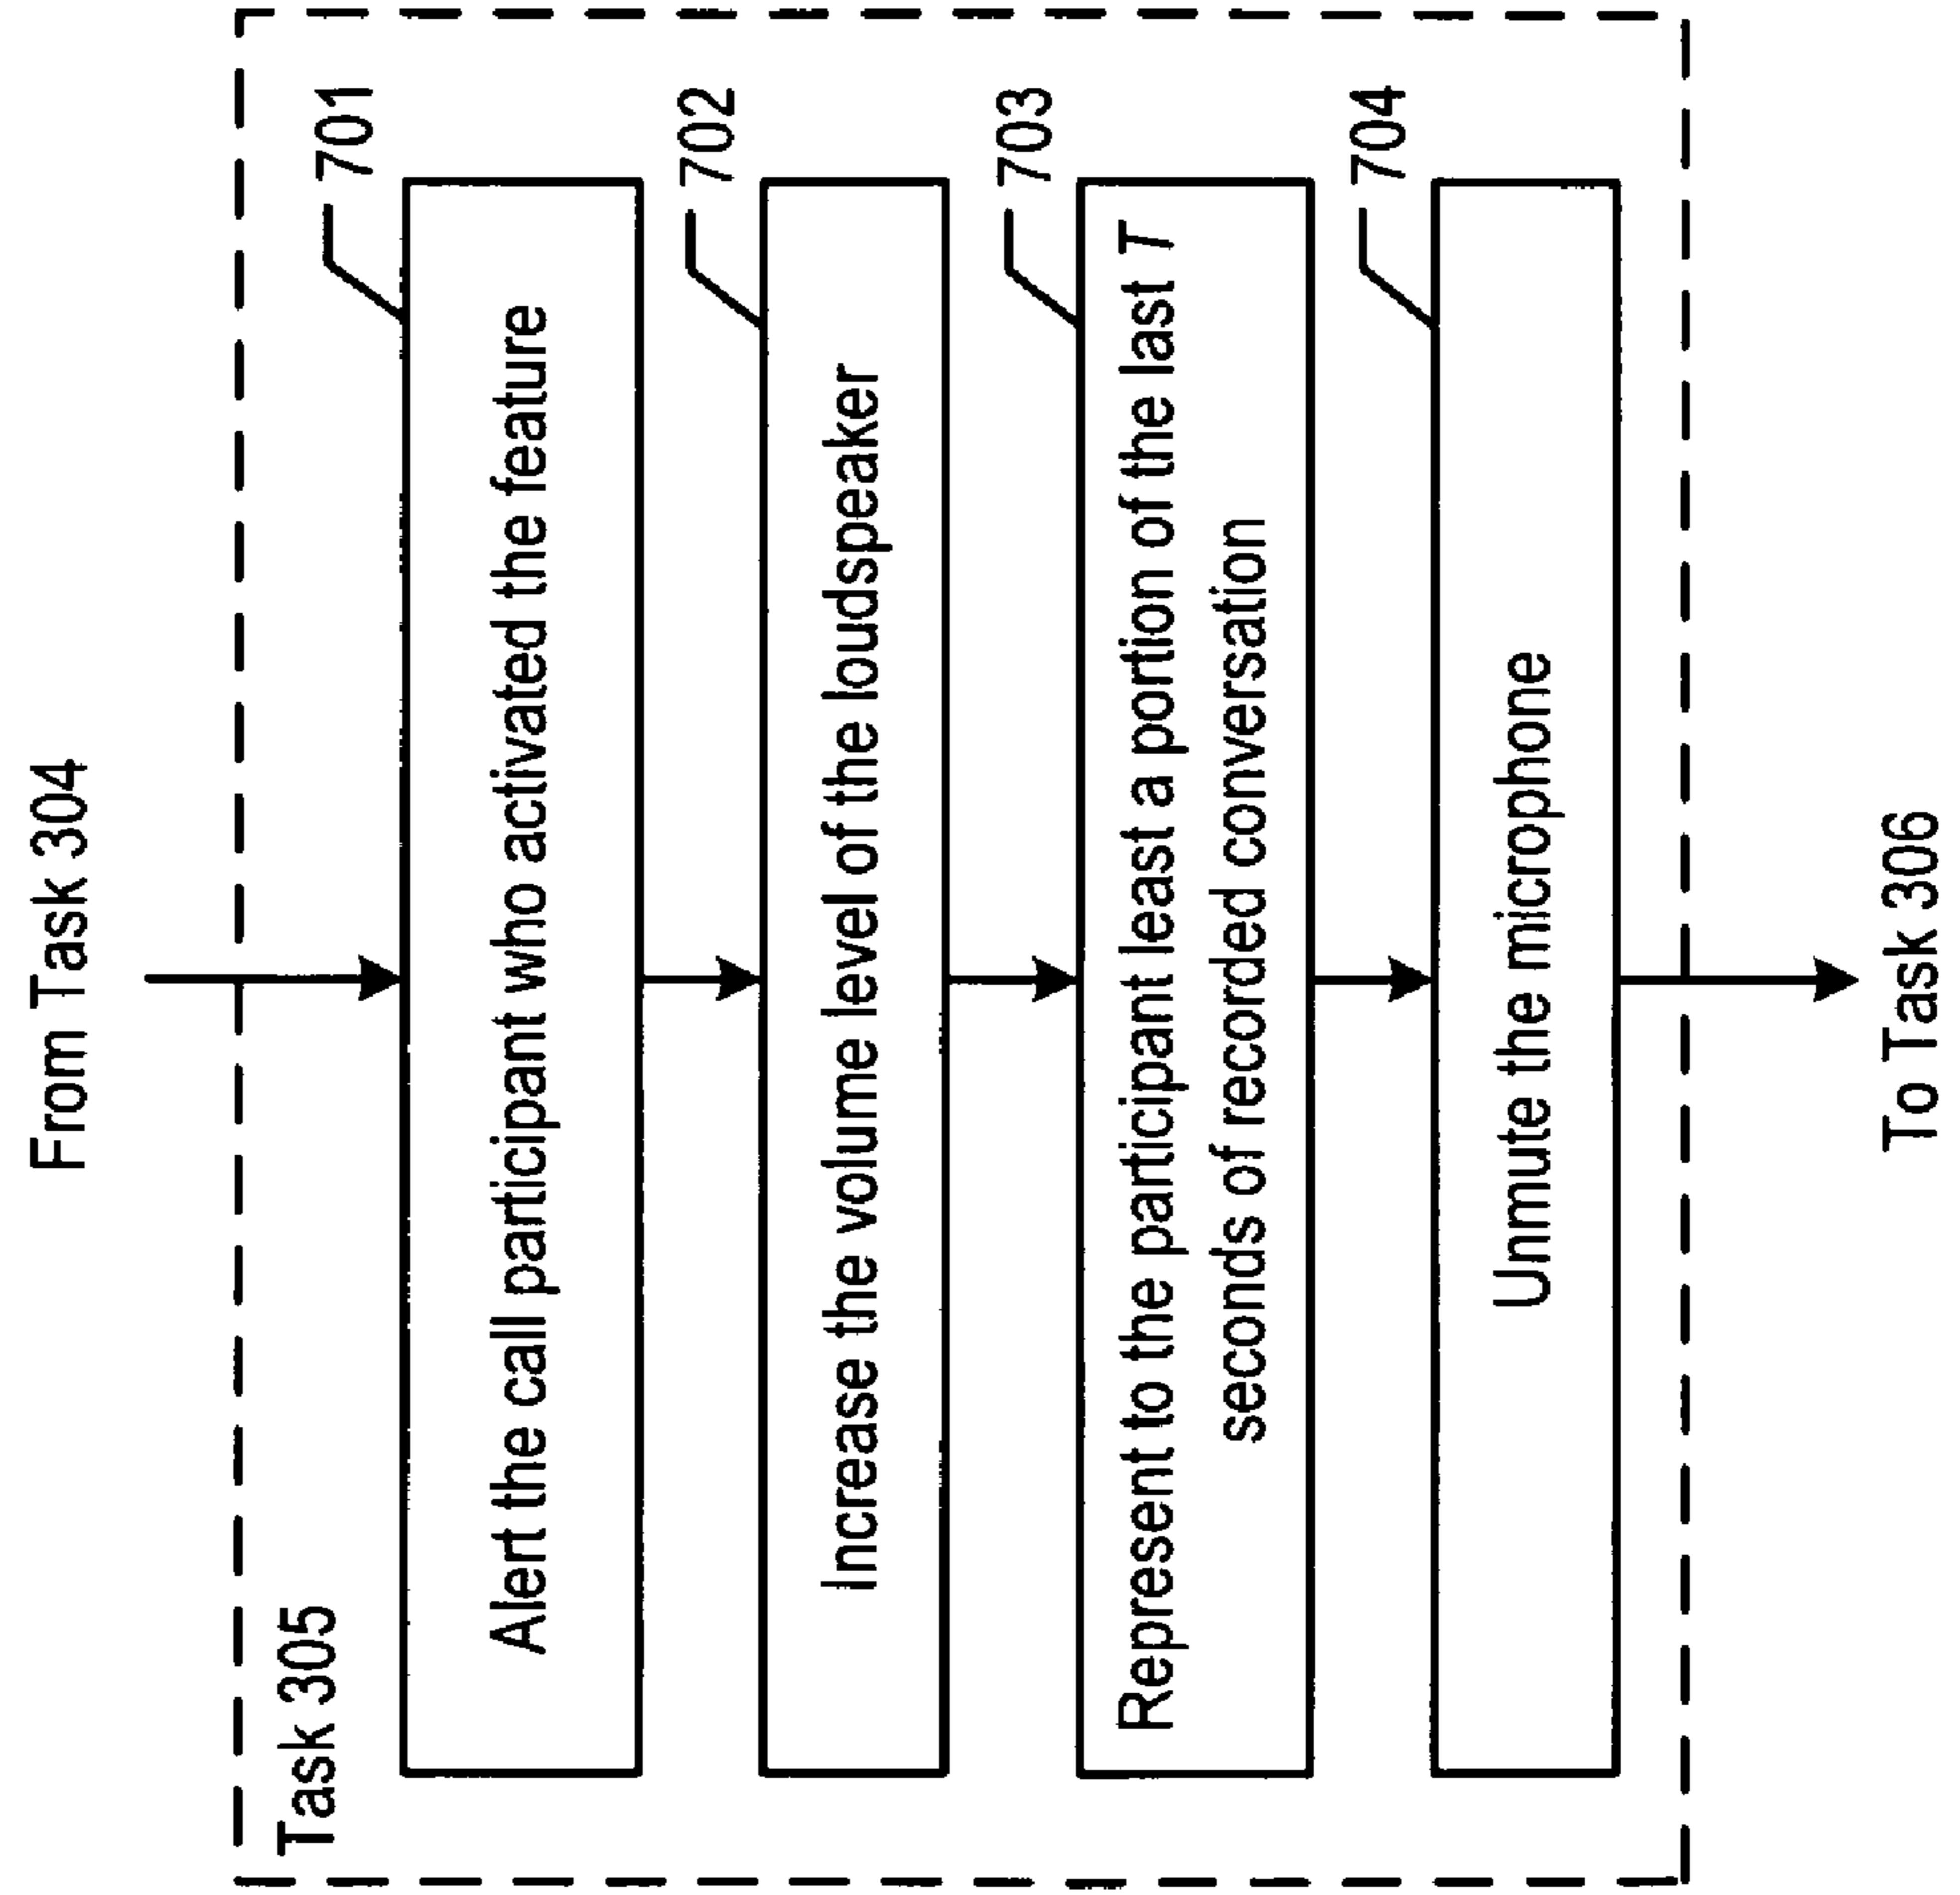 From Task 304
Task 305
701
Alert the call participant who activated the feature
702
Increase the volume level of the loudspeaker
703
Represent to the participant least a portion of the last T
seconds of recorded conversation
704
Unmute the microphone
To Task 306